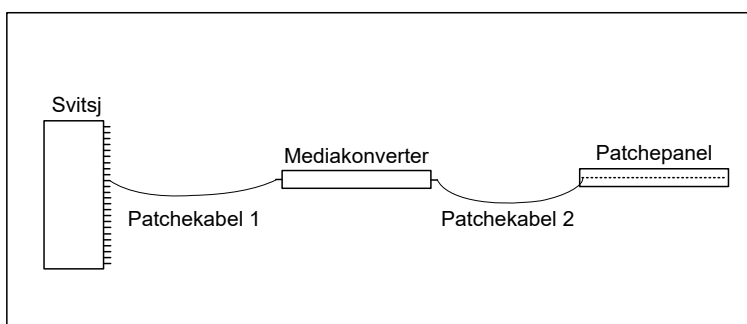 Svitsj
Mediakonverter
Patchepanel
Patchekabel 1
Patchekabel 2